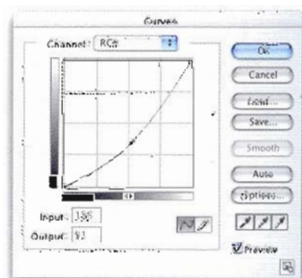 Curves
Channel: RGB
OK
Cancel
Load...
Save...
Smooth
Auto
Options...
Input:
Output:
Preview